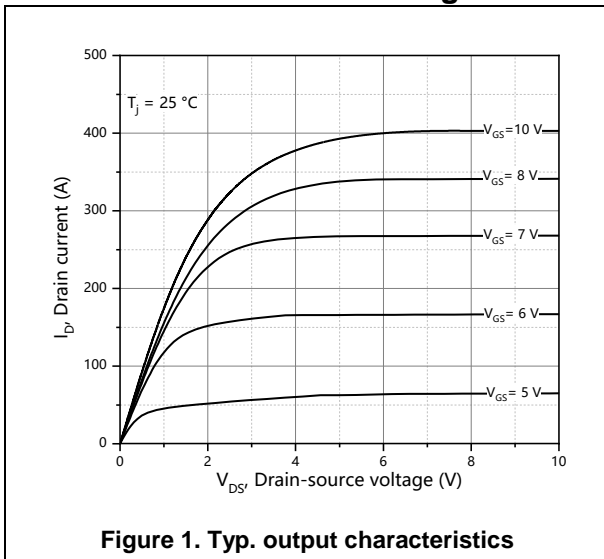 500
400
300
200
100
0
T_j = 25 °C
V_GS=10 V
V_GS= 8 V
V_GS= 7 V
V_GS= 6 V
V_GS= 5 V
I_D, Drain current (A)
0 2 4 6 8 10
V_DS, Drain-source voltage (V)
Figure 1. Typ. output characteristics